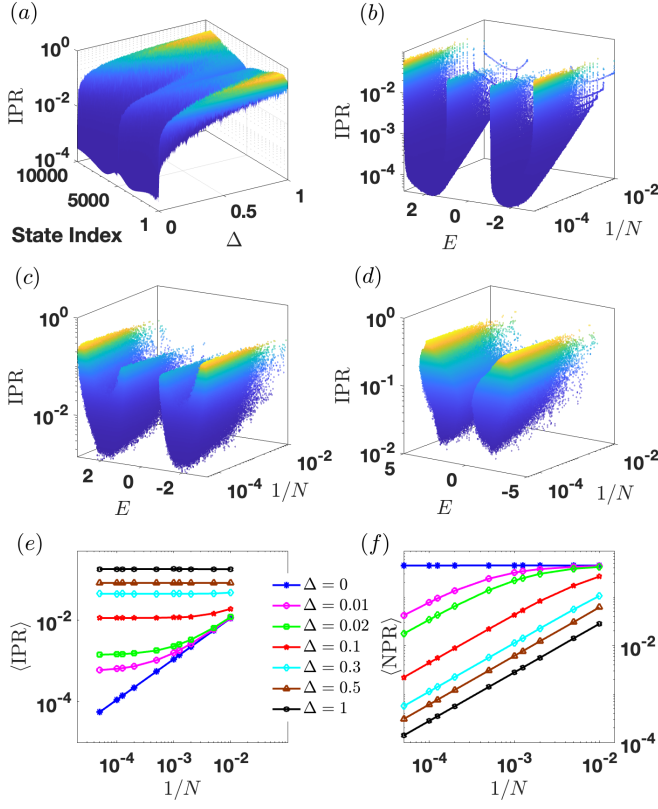 (a)
10^0
10^-2
10^-4
IPR
10000
5000
1
State Index
0
0.5
1
Δ
(b)
10^-2
10^-3
10^-4
IPR
2
0
-2
E
10^-4
10^-2
1/N
(c)
10^0
10^-2
IPR
2
0
-2
E
10^-4
10^-2
1/N
(d)
10^0
10^-1
10^-2
IPR
5
0
-5
E
10^-4
10^-2
1/N
(e)
10^-2
10^-4
⟨IPR⟩
10^-4
10^-3
10^-2
1/N
Δ = 0
Δ = 0.01
Δ = 0.02
Δ = 0.1
Δ = 0.3
Δ = 0.5
Δ = 1
(f)
⟨NPR⟩
10^-2
10^-4
10^-4
10^-3
10^-2
1/N